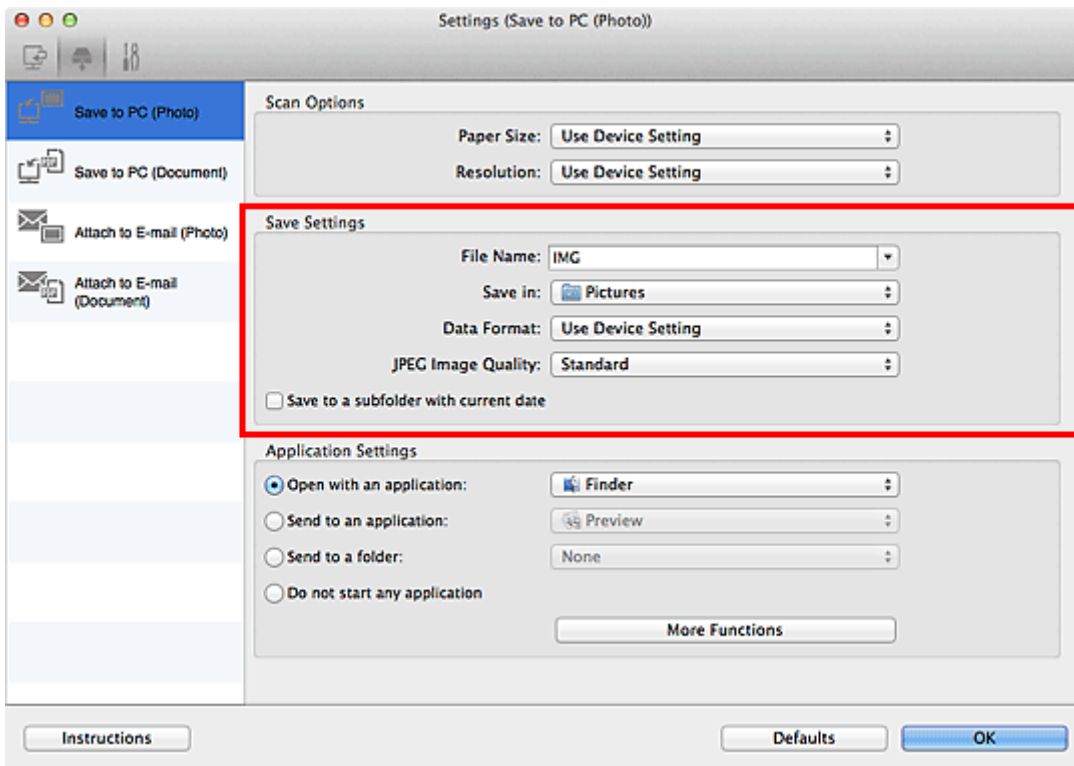 Settings (Save to PC (Photo))
Save to PC (Photo)
Save to PC (Document)
Attach to E-mail (Photo)
Attach to E-mail
(Document)
Scan Options
Paper Size: Use Device Setting
Resolution: Use Device Setting
Save Settings
File Name: IMG
Save in: Pictures
Data Format: Use Device Setting
JPEG Image Quality: Standard
Save to a subfolder with current date
Application Settings
Open with an application: Finder
Send to an application: Preview
Send to a folder: None
Do not start any application
More Functions
Instructions Defaults OK